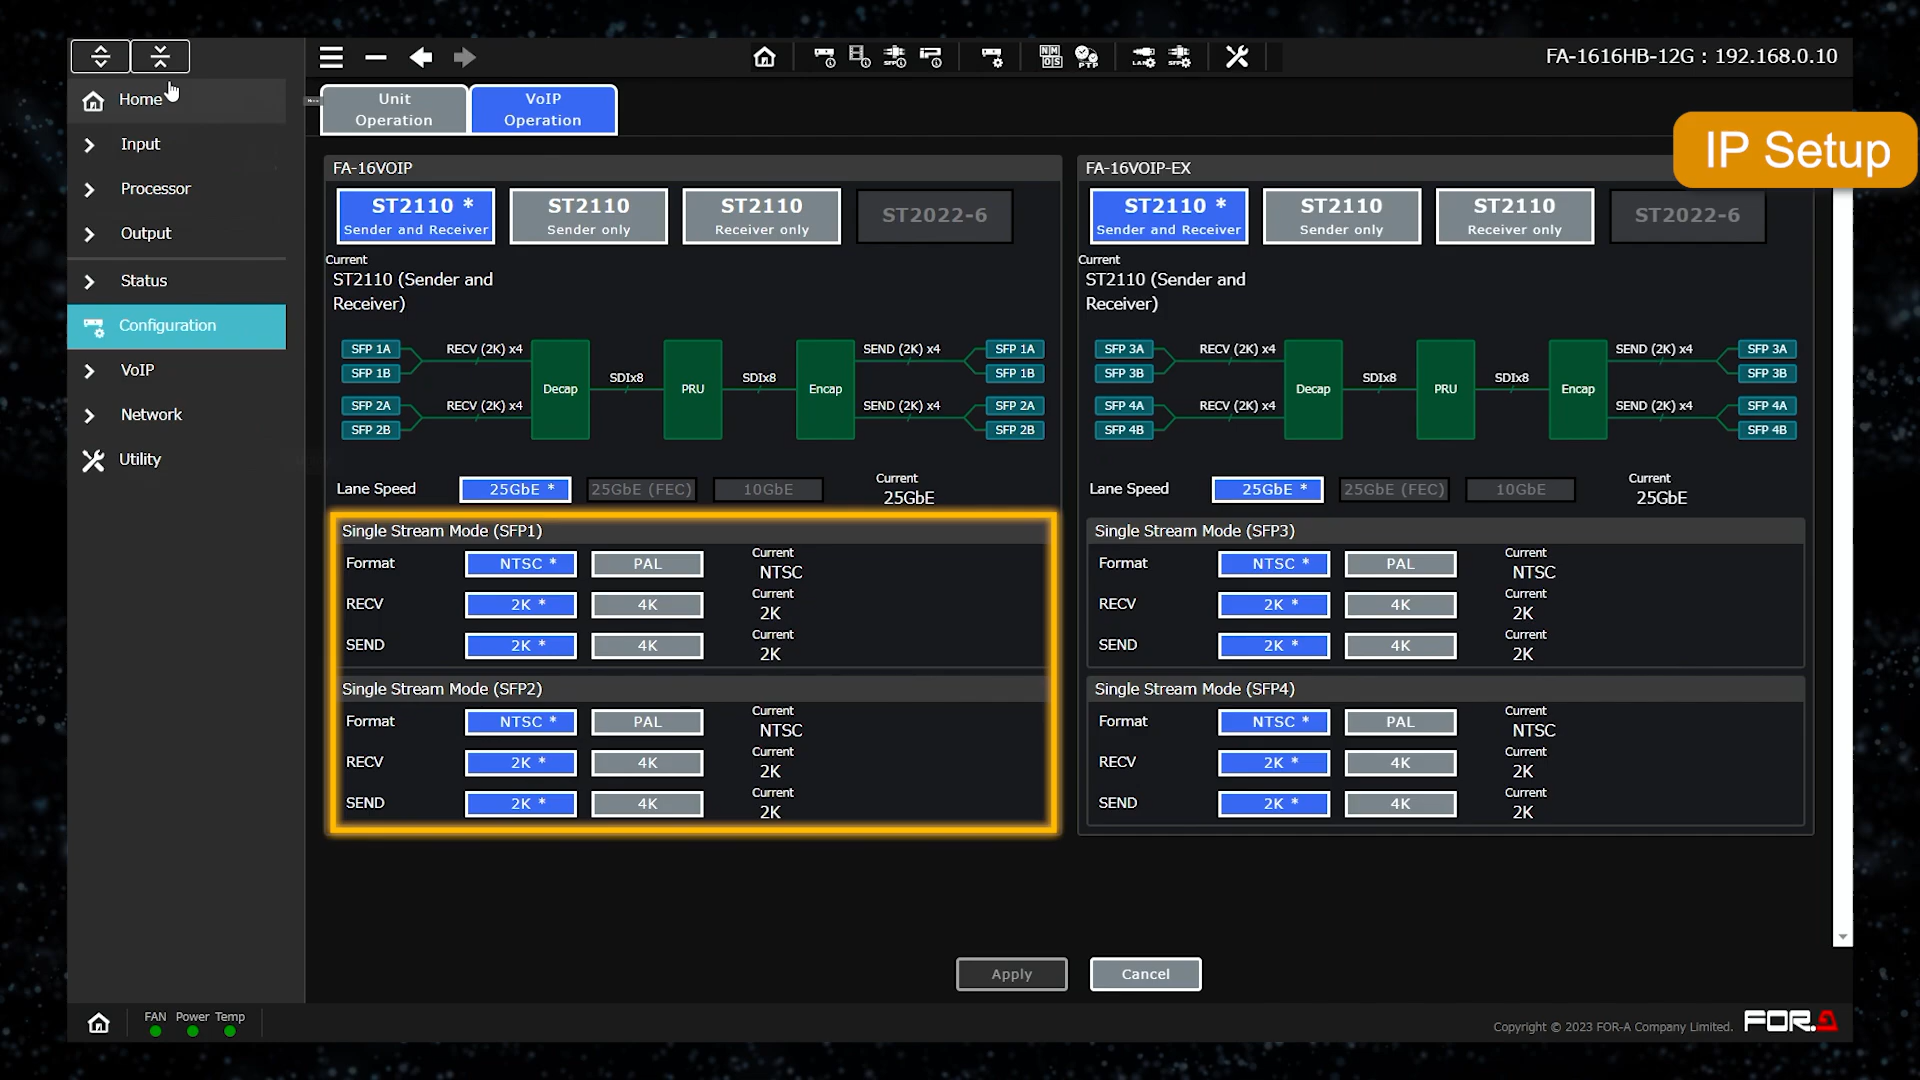 FA-1616HB-12G : 192.168.0.10
IP Setup
Home
Input
Processor
Output
Status
Configuration
VoIP
Network
Utility
Unit
Operation
VoIP
Operation
FA-16VOIP
ST2110 *
Sender and Receiver
ST2110
Sender only
ST2110
Receiver only
ST2022-6
Current
ST2110 (Sender and
Receiver)
SFP 1A
SFP 1B
SFP 2A
SFP 2B
RECV (2K) x4
RECV (2K) x4
Decap
SDIx8
PRU
SDIx8
Encap
SEND (2K) x4
SEND (2K) x4
SFP 1A
SFP 1B
SFP 2A
SFP 2B
Lane Speed
25GbE *
25GbE (FEC)
10GbE
Current
25GbE
Single Stream Mode (SFP1)
Format
NTSC *
PAL
Current
NTSC
RECV
2K *
4K
Current
2K
SEND
2K *
4K
Current
2K
Single Stream Mode (SFP2)
Format
NTSC *
PAL
Current
NTSC
RECV
2K *
4K
Current
2K
SEND
2K *
4K
Current
2K
FA-16VOIP-EX
ST2110 *
Sender and Receiver
ST2110
Sender only
ST2110
Receiver only
ST2022-6
Current
ST2110 (Sender and
Receiver)
SFP 3A
SFP 3B
SFP 4A
SFP 4B
RECV (2K) x4
RECV (2K) x4
Decap
SDIx8
PRU
SDIx8
Encap
SEND (2K) x4
SEND (2K) x4
SFP 3A
SFP 3B
SFP 4A
SFP 4B
Lane Speed
25GbE *
25GbE (FEC)
10GbE
Current
25GbE
Single Stream Mode (SFP3)
Format
NTSC *
PAL
Current
NTSC
RECV
2K *
4K
Current
2K
SEND
2K *
4K
Current
2K
Single Stream Mode (SFP4)
Format
NTSC *
PAL
Current
NTSC
RECV
2K *
4K
Current
2K
SEND
2K *
4K
Current
2K
Apply
Cancel
FAN
Power
Temp
Copyright © 2023 FOR-A Company Limited.
FOR.A